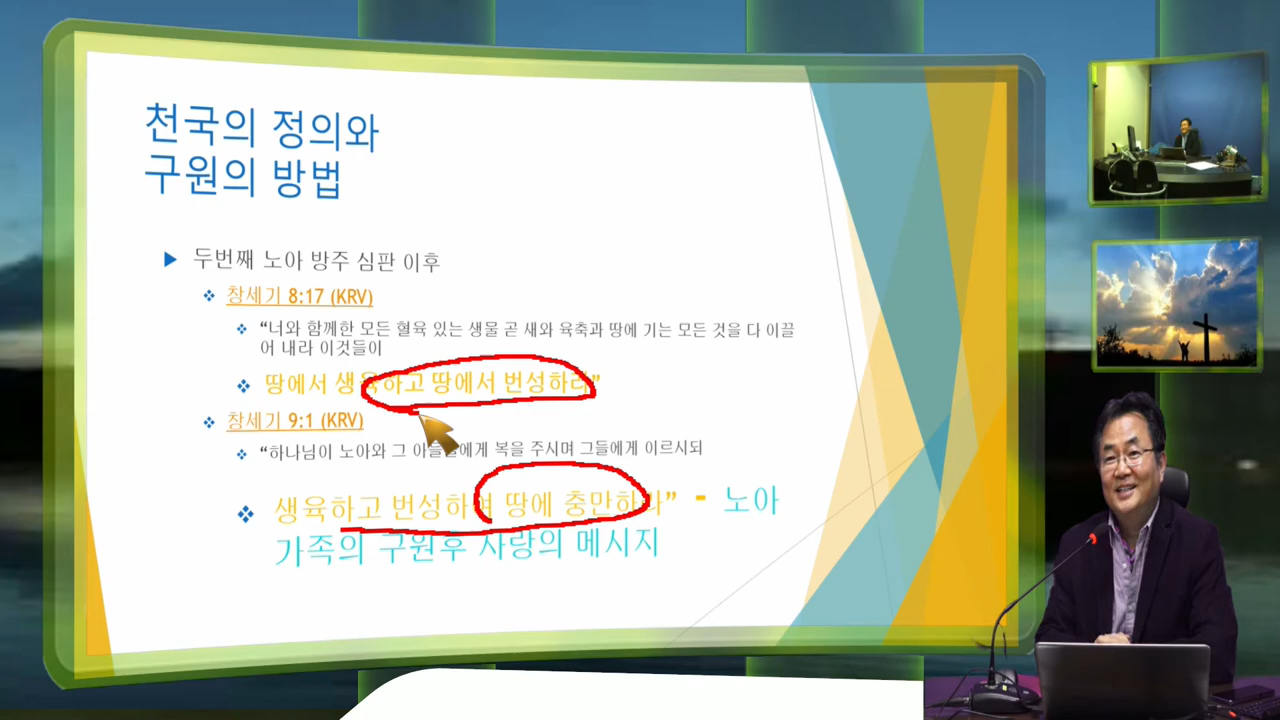 천국의 정의와
구원의 방법
두번째 노아 방주 심판 이후
창세기 8:17 (KRV)
“너와 함께한 모든 혈육 있는 생물 곧 새와 육축과 땅에 기는 모든 것을 다 이끌
어 내라 이것들이
땅에서 생육하고 땅에서 번성하라”
창세기 9:1 (KRV)
“하나님이 노아와 그 아들들에게 복을 주시며 그들에게 이르시되
생육하고 번성하여 땅에 충만하라” - 노아
가족의 구원후 사랑의 메시지